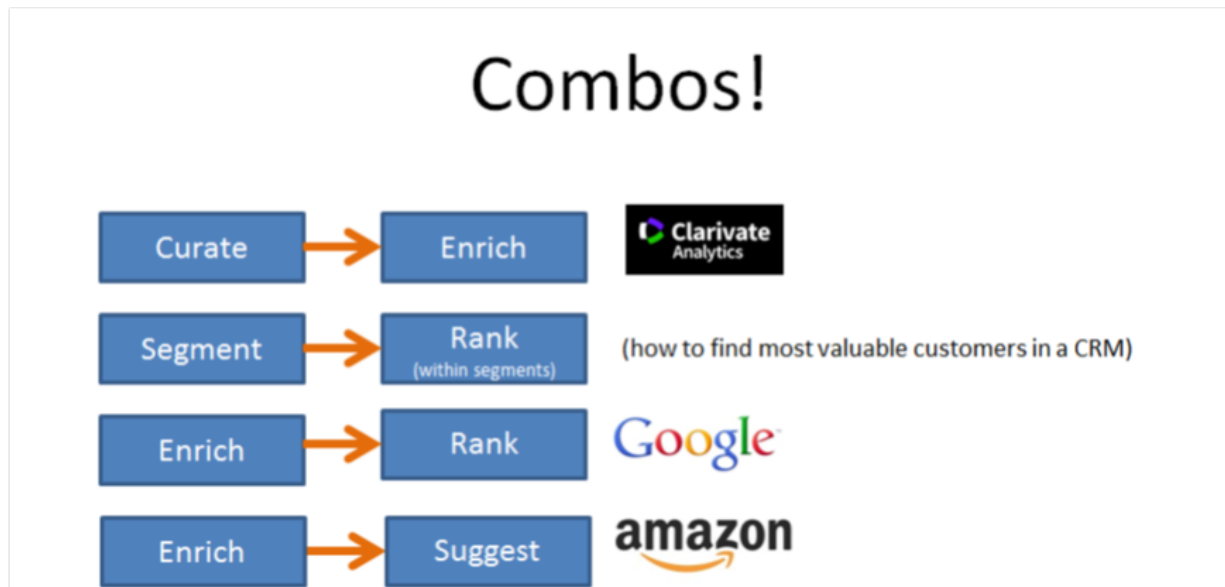 Combos!
Curate
Enrich
Clarivate
Analytics
Segment
Rank
(within segments)
(how to find most valuable customers in a CRM)
Enrich
Rank
Google
Enrich
Suggest
amazon